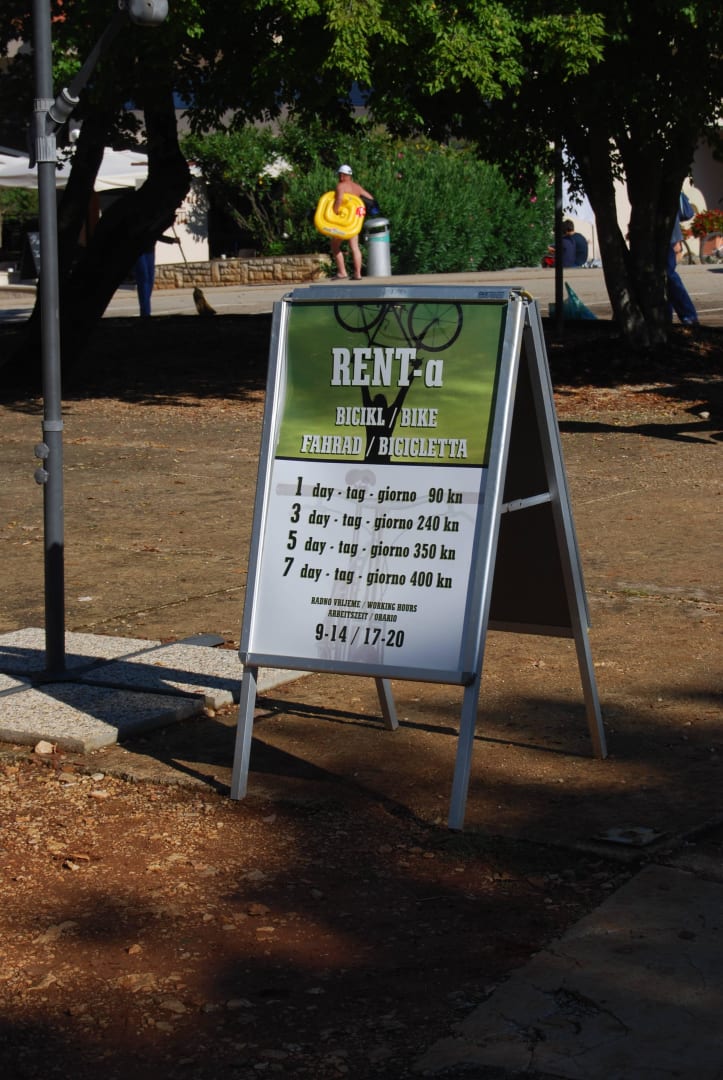 RENT-a
BICIKL / BIKE
FAHRAD / BICICLETTA
1 day - tag - giorno 90 kn
3 day - tag - giorno 240 kn
5 day - tag - giorno 350 kn
7 day - tag - giorno 400 kn
RADNO VRIJEME / WORKING HOURS
ARBEITSZEIT / ORARIO
9-14 / 17-20